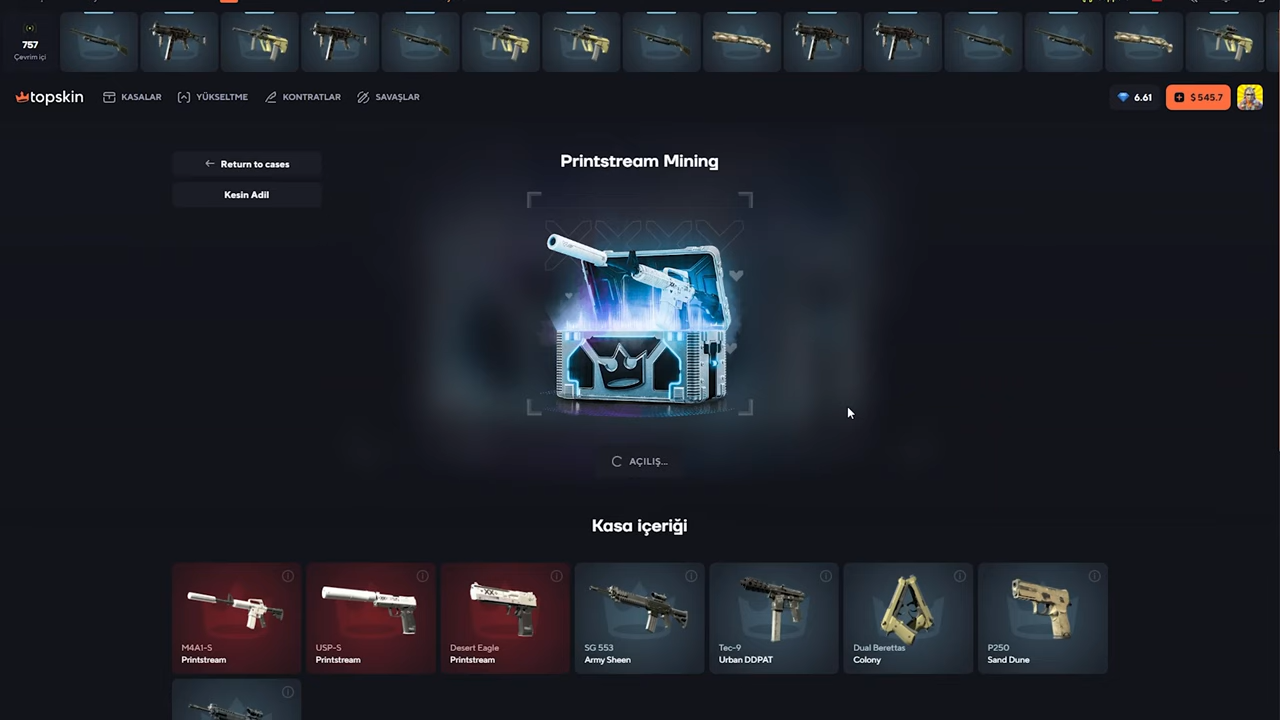 757
Çevrim içi
topskin
KASALAR
YÜKSELTME
KONTRATLAR
SAVAŞLAR
6.61
$ 545.7
Return to cases
Printstream Mining
Kesin Adil
AÇILIŞ...
Kasa içeriği
M4A1-S
Printstream
USP-S
Printstream
Desert Eagle
Printstream
SG 553
Army Sheen
Tec-9
Urban DDPAT
Dual Berettas
Colony
P250
Sand Dune